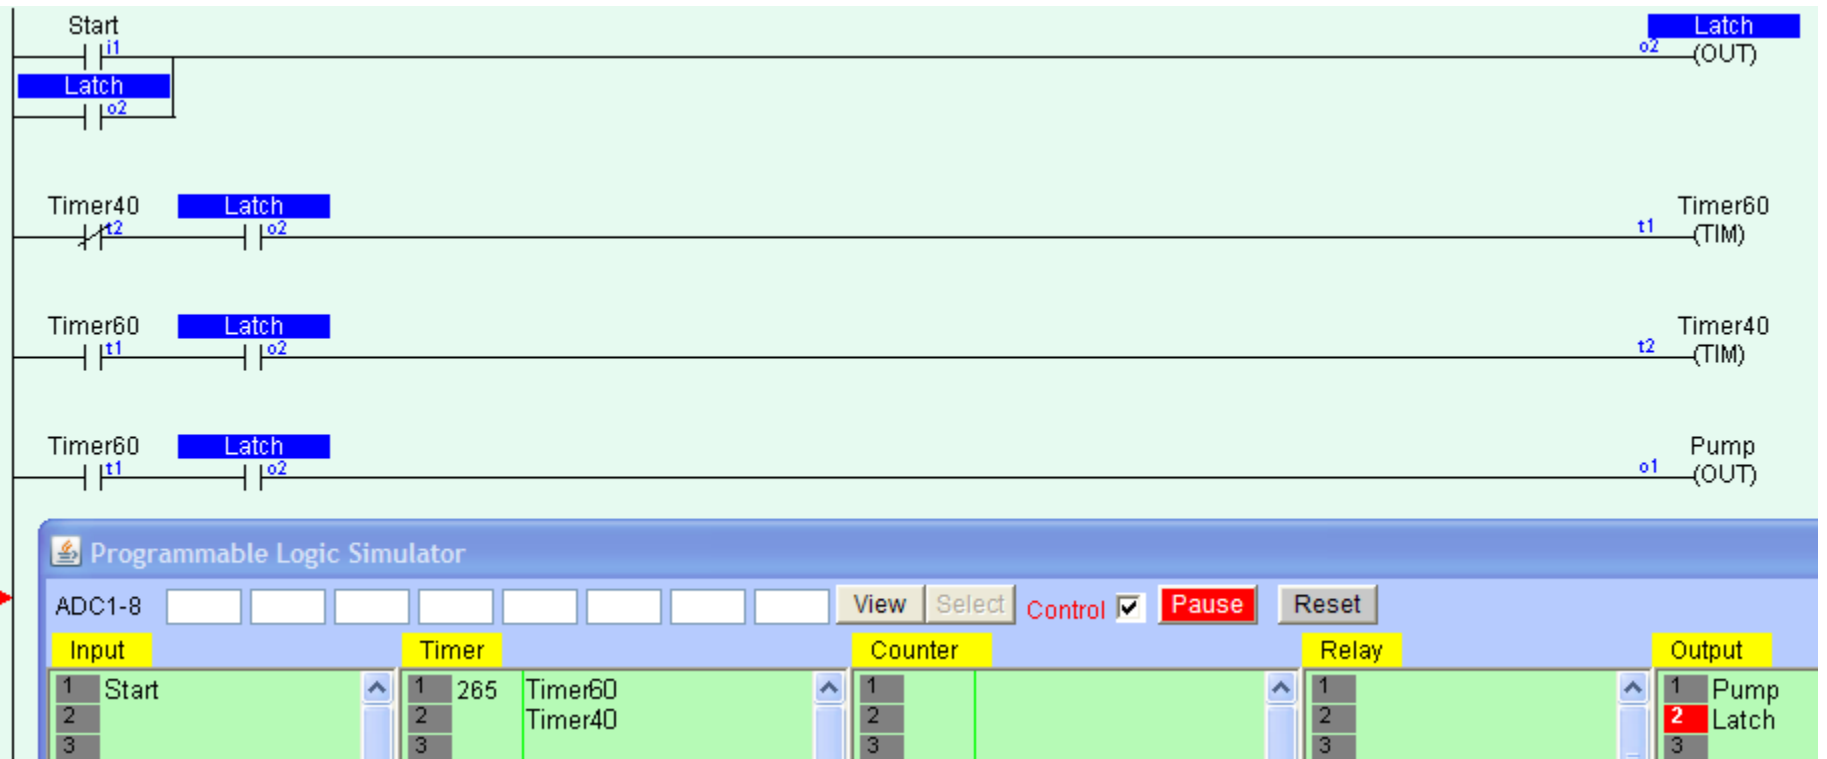 Start Latch
i1 o2 (OUT)
Latch
o2
Timer40 Latch Timer60
t2 o2 t1 (TIM)
Timer60 Latch Timer40
t1 o2 t2 (TIM)
Timer60 Latch Pump
t1 o2 o1 (OUT)
Programmable Logic Simulator
ADC1-8 View Select Control Pause Reset
Input Timer Counter Relay Output
1 Start 1 265 Timer60 1 1 1 Pump
2 2 Timer40 2 2 2 Latch
3 3 3 3 3